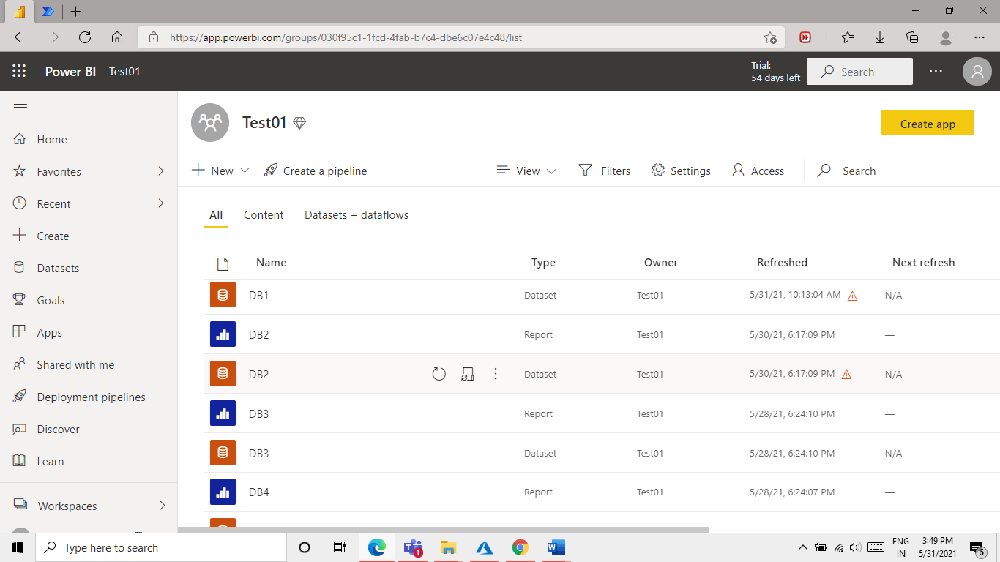 https://app.powerbi.com/groups/030f95c1-1fcd-4fab-b7c4-dbe6c07e4c48/list
Power BI Test01
Trial:
54 days left
Search
Home
Favorites
Recent
Create
Datasets
Goals
Apps
Shared with me
Deployment pipelines
Discover
Learn
Workspaces
Test01
Create app
New Create a pipeline View Filters Settings Access Search
All Content Datasets + dataflows
Name Type Owner Refreshed Next refresh
DB1 Dataset Test01 5/31/21, 10:13:04 AM N/A
DB2 Report Test01 5/30/21, 6:17:09 PM —
DB2 Dataset Test01 5/30/21, 6:17:09 PM N/A
DB3 Report Test01 5/28/21, 6:24:10 PM —
DB3 Dataset Test01 5/28/21, 6:24:10 PM N/A
DB4 Report Test01 5/28/21, 6:24:07 PM —
Type here to search
1
ENG
IN
3:49 PM
5/31/2021
6